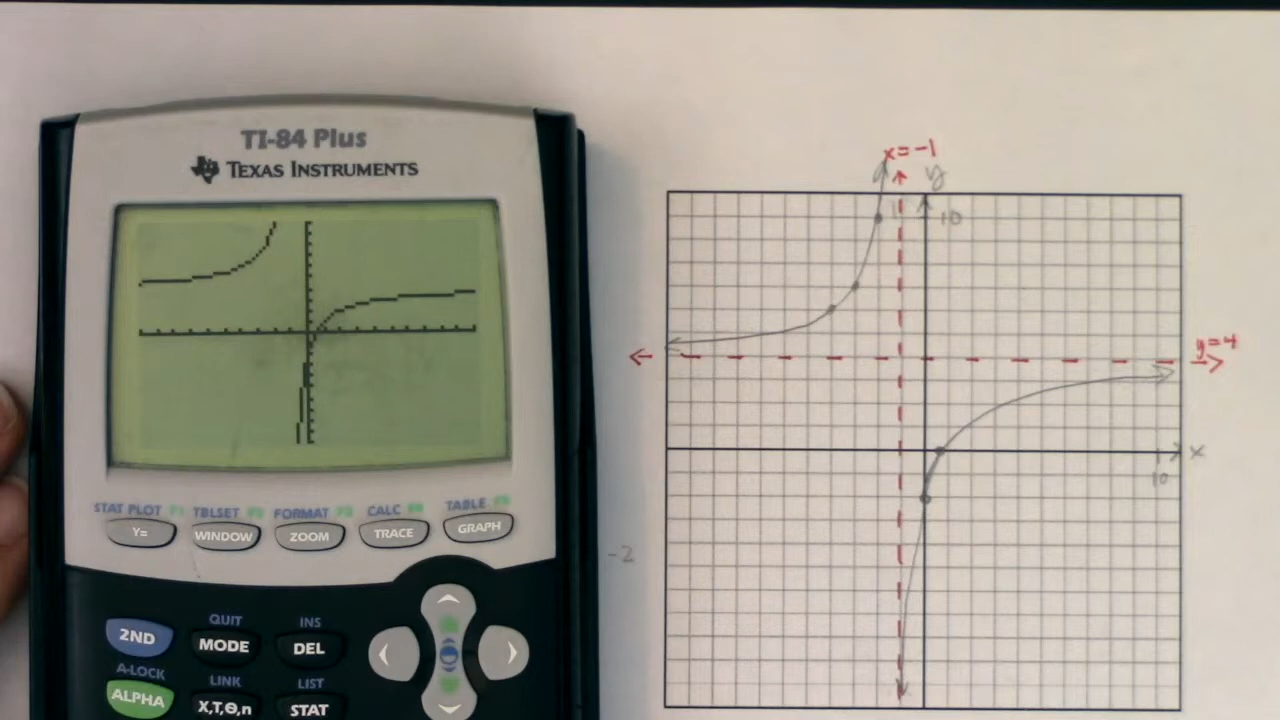 TI-84 Plus
TEXAS INSTRUMENTS
STAT PLOT F1 TBLSET F2 FORMAT F3 CALC F4 TABLE F5
Y= WINDOW ZOOM TRACE GRAPH
QUIT INS
2ND MODE DEL
A-LOCK LINK LIST
ALPHA X,T,Θ,n STAT
x=-1
y
10
y=4
x
10
-2